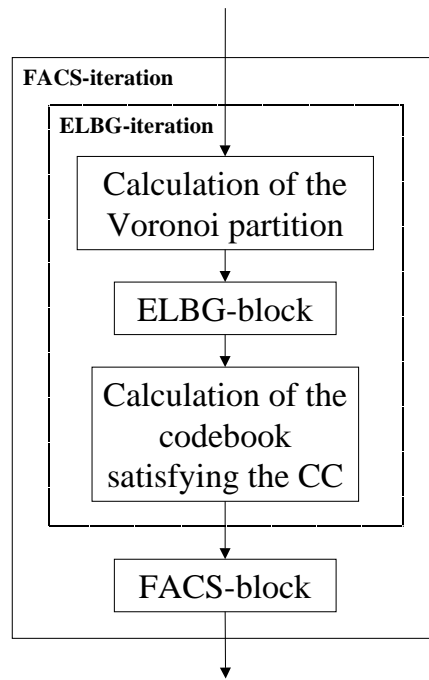 FACS-iteration
ELBG-iteration
Calculation of the
Voronoi partition
ELBG-block
Calculation of the
codebook
satisfying the CC
FACS-block